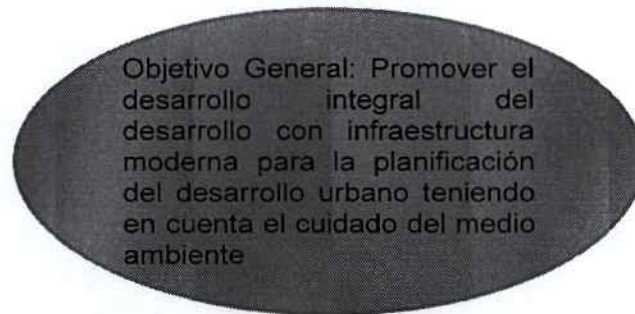 Objetivo General: Promover el
desarrollo integral del
desarrollo con infraestructura
moderna para la planificación
del desarrollo urbano teniendo
en cuenta el cuidado del medio
ambiente